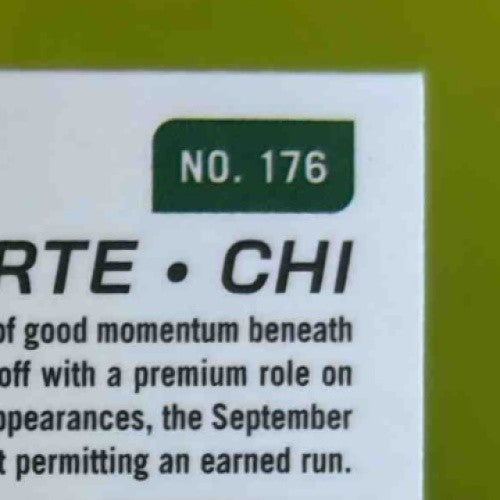 NO. 176
RTE • CHI
of good momentum beneath
off with a premium role on
appearances, the September
permitting an earned run.